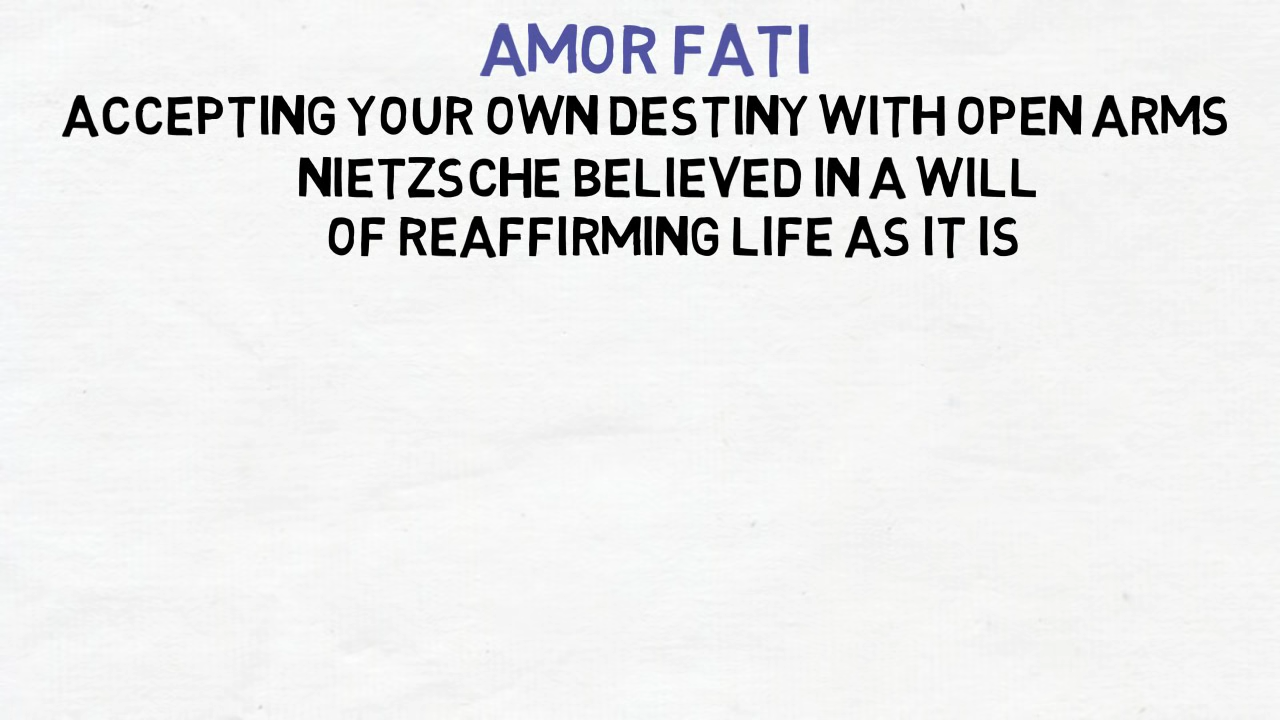 AMOR FATI
ACCEPTING YOUR OWN DESTINY WITH OPEN ARMS
NIETZSCHE BELIEVED IN A WILL
OF REAFFIRMING LIFE AS IT IS